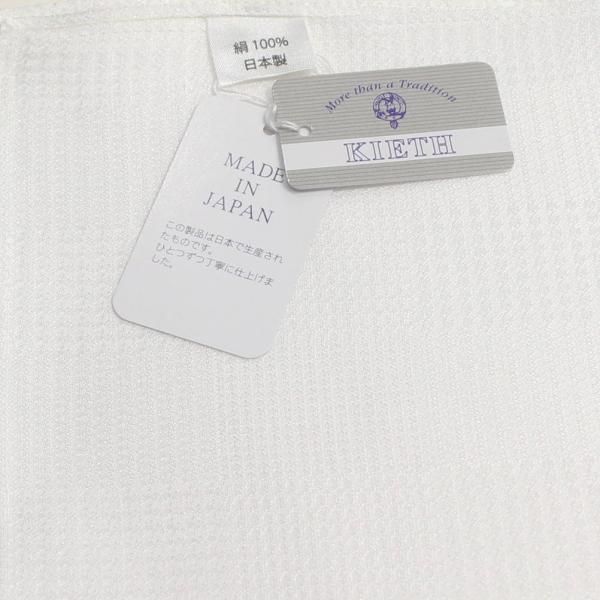 絹 100%
日本製
More than a Tradition
KIETH
MADE
IN
JAPAN
この製品は日本で生産され
たものです。
ひとつずつ丁寧に仕上げま
した。